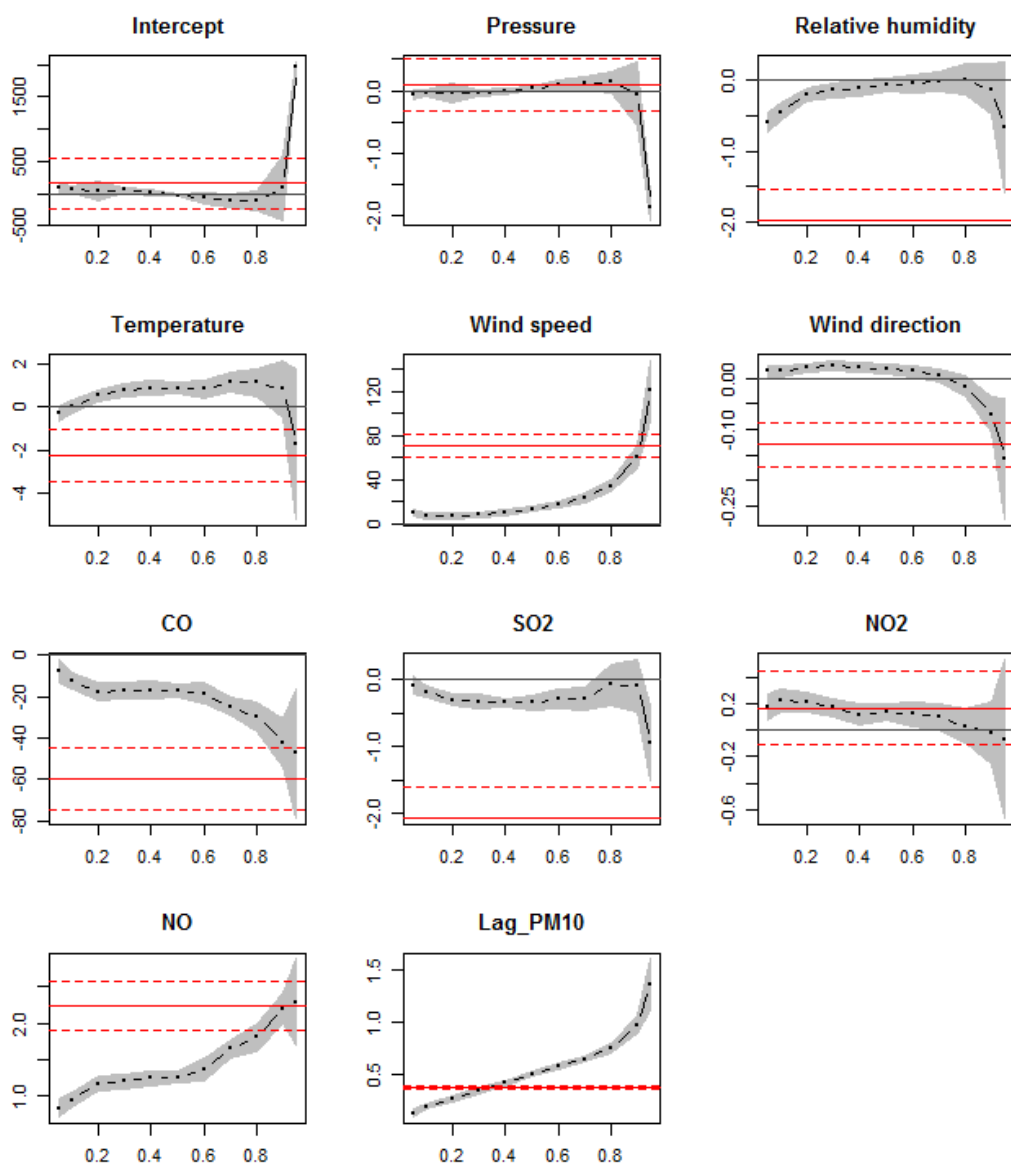 Intercept
Pressure
Relative humidity
-500 500 1500
-2.0 -1.0 0.0
-2.0 -1.0 0.0
0.2 0.4 0.6 0.8
0.2 0.4 0.6 0.8
0.2 0.4 0.6 0.8
Temperature
Wind speed
Wind direction
-4 2 0 2
0 40 80 120
-0.25 -0.10 0.00
0.2 0.4 0.6 0.8
0.2 0.4 0.6 0.8
0.2 0.4 0.6 0.8
CO
SO2
NO2
-80 -60 -40 -20 0
-2.0 -1.0 0.0
-0.6 -0.2 0.2
0.2 0.4 0.6 0.8
0.2 0.4 0.6 0.8
0.2 0.4 0.6 0.8
NO
Lag_PM10
1.0 2.0
0.5 1.0 1.5
0.2 0.4 0.6 0.8
0.2 0.4 0.6 0.8